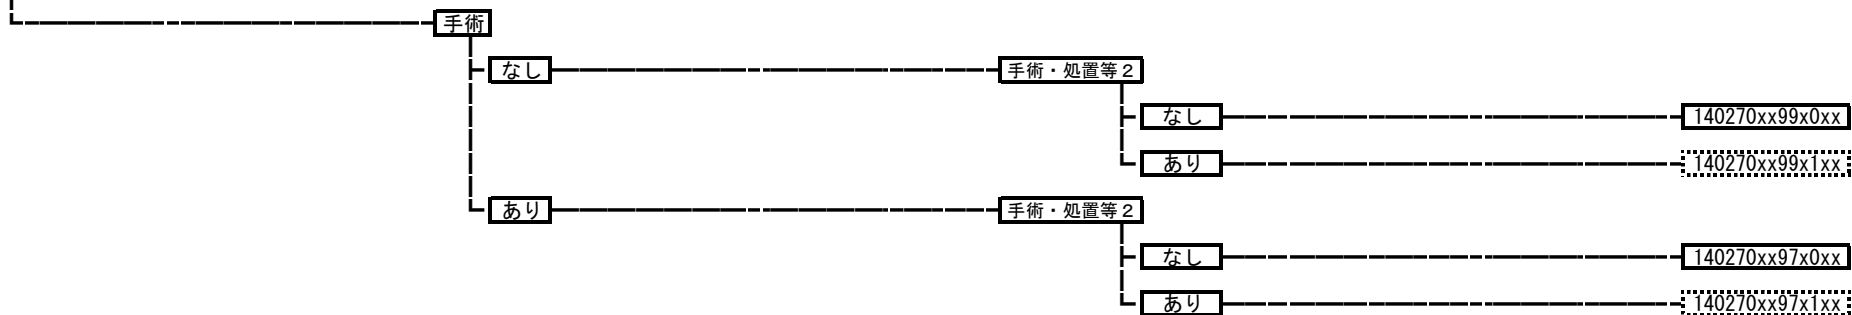 手術
なし 手術・処置等2
なし 140270xx99x0xx
あり 140270xx99x1xx
あり 手術・処置等2
なし 140270xx97x0xx
あり 140270xx97x1xx